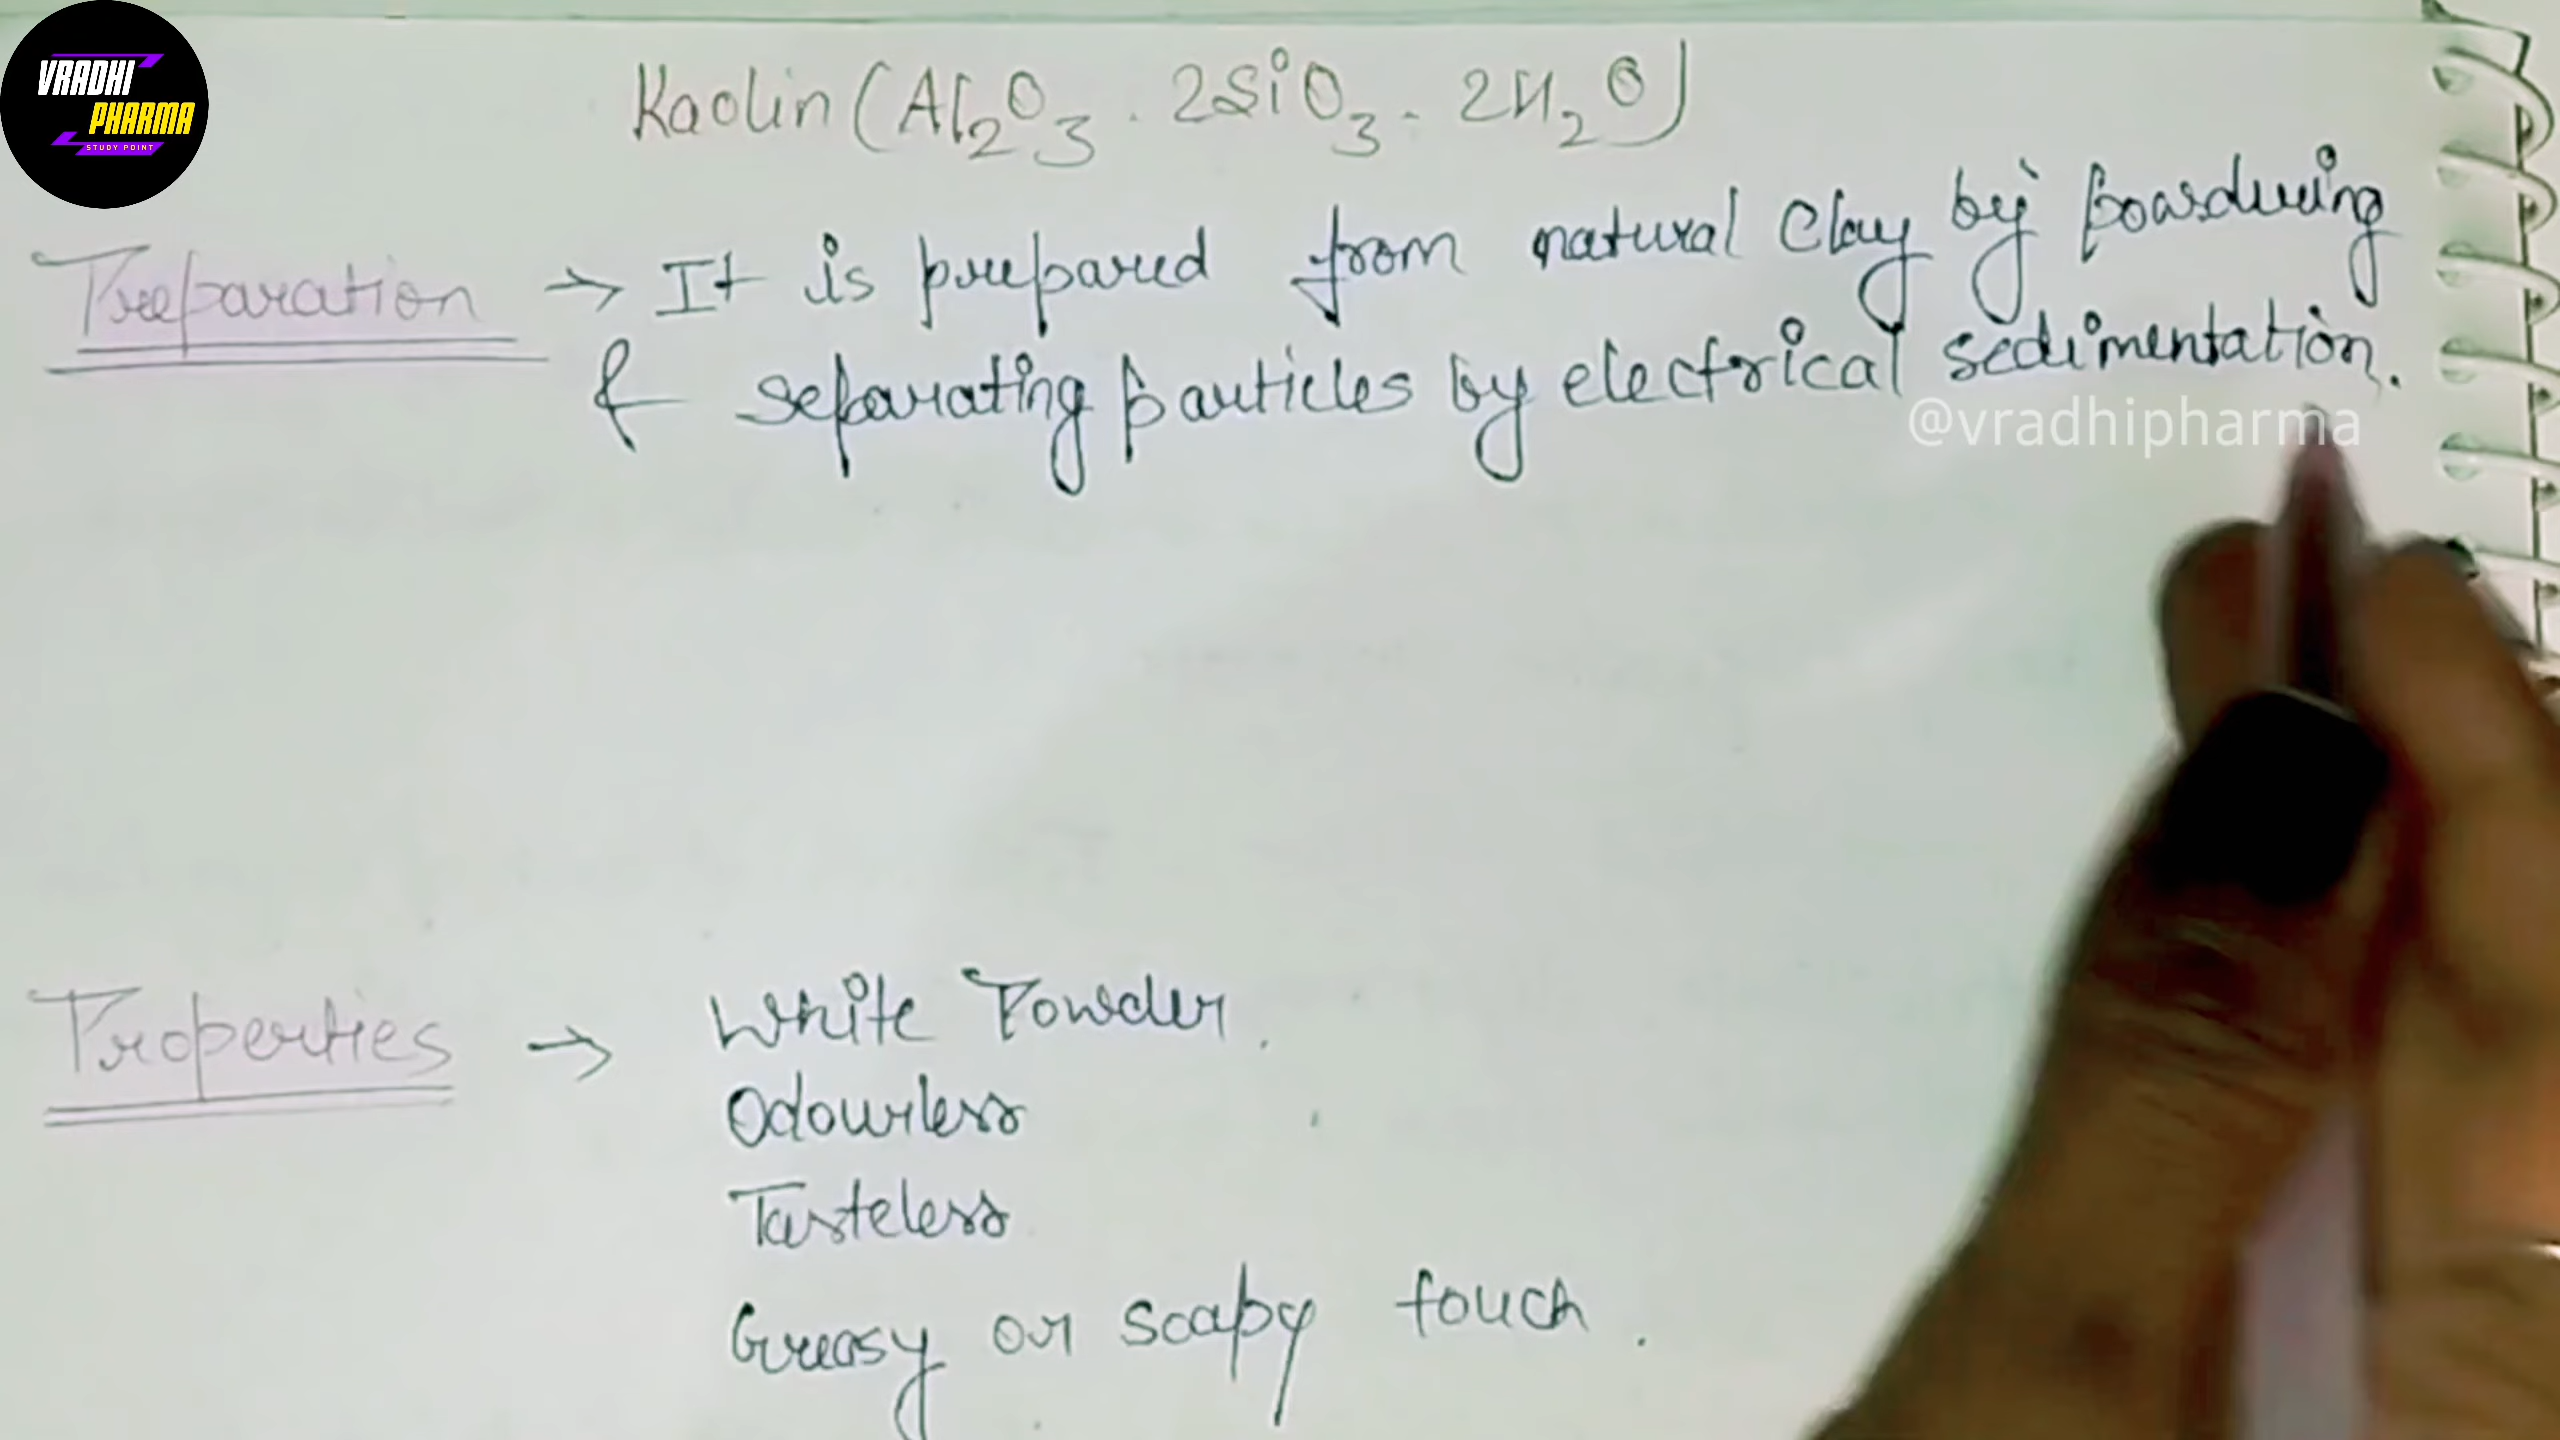 VRADHI
PHARMA
STUDY POINT
Kaolin (Al2O3 . 2SiO3 . 2H2O)
Preparation → It is prepared from natural clay by
& separating particles by electrical sedimentation.
@vradhipharma
Properties → White Powder.
Odourless
Tasteless
Greasy or soapy touch.